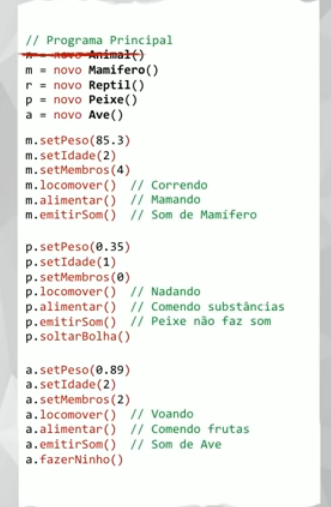 // Programa Principal
n = novo Animal()
m = novo Mamifero()
r = novo Reptil()
p = novo Peixe()
a = novo Ave()
m.setPeso(85.3)
m.setIdade(2)
m.setMembros(4)
m.locomover() // Correndo
m.alimentar() // Mamando
m.emitirSom() // Som de Mamífero
p.setPeso(0.35)
p.setIdade(1)
p.setMembros(0)
p.locomover() // Nadando
p.alimentar() // Comendo substâncias
p.emitirSom() // Peixe não faz som
p.soltarBolha()
a.setPeso(0.89)
a.setIdade(2)
a.setMembros(2)
a.locomover() // Voando
a.alimentar() // Comendo frutas
a.emitirSom() // Som de Ave
a.fazerNinho()